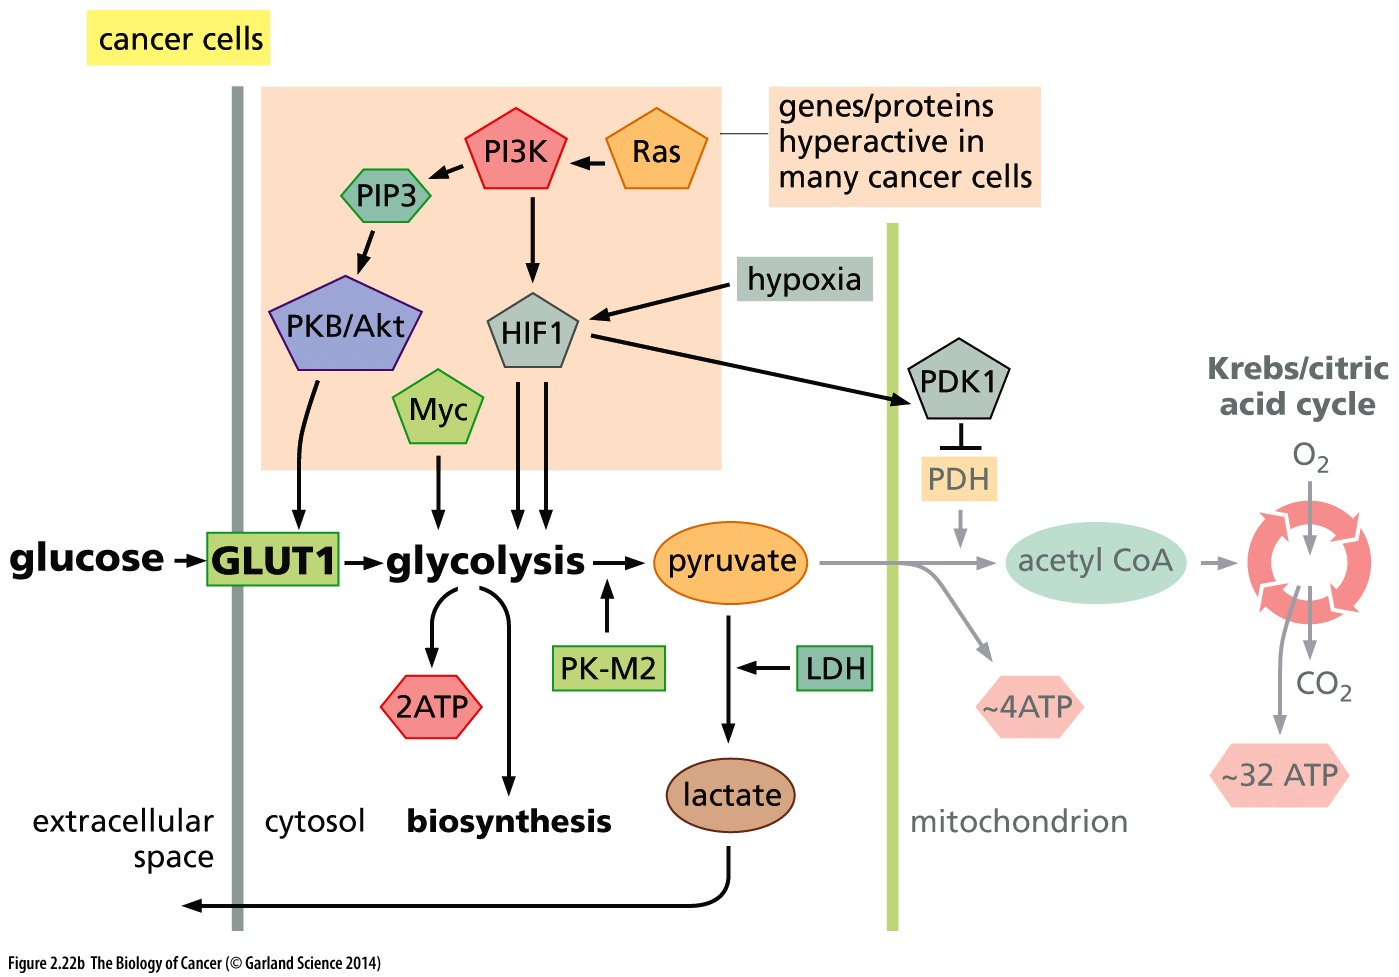 cancer cells
genes/proteins
hyperactive in
many cancer cells
PI3K
Ras
PIP3
hypoxia
PKB/Akt
HIF1
Myc
PDK1
Krebs/citric
acid cycle
O2
PDH
glucose
GLUT1
glycolysis
pyruvate
acetyl CoA
PK-M2
LDH
2ATP
~4ATP
CO2
~32 ATP
lactate
extracellular
space
cytosol
biosynthesis
mitochondrion
Figure 2.22b The Biology of Cancer (© Garland Science 2014)